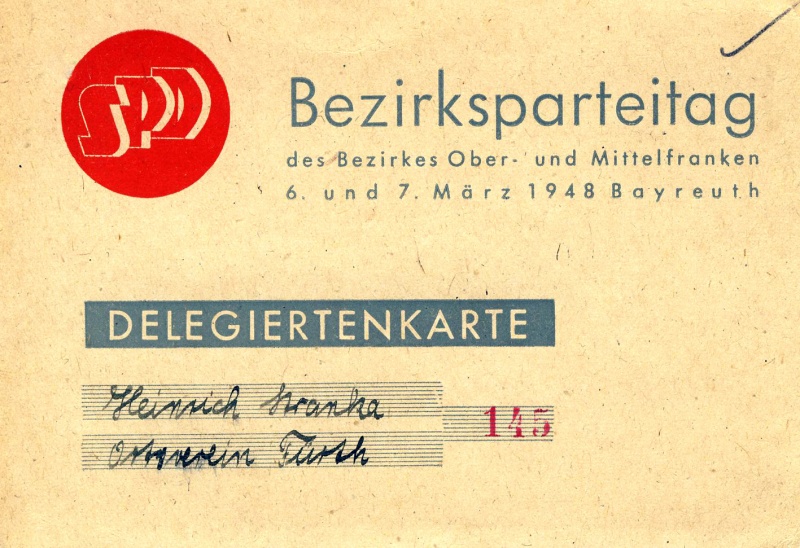 SPD
Bezirksparteitag
des Bezirkes Ober- und Mittelfranken
6. und 7. März 1948 Bayreuth
DELEGIERTENKARTE
Heinrich Stranka
145
Ortsverein Fürth